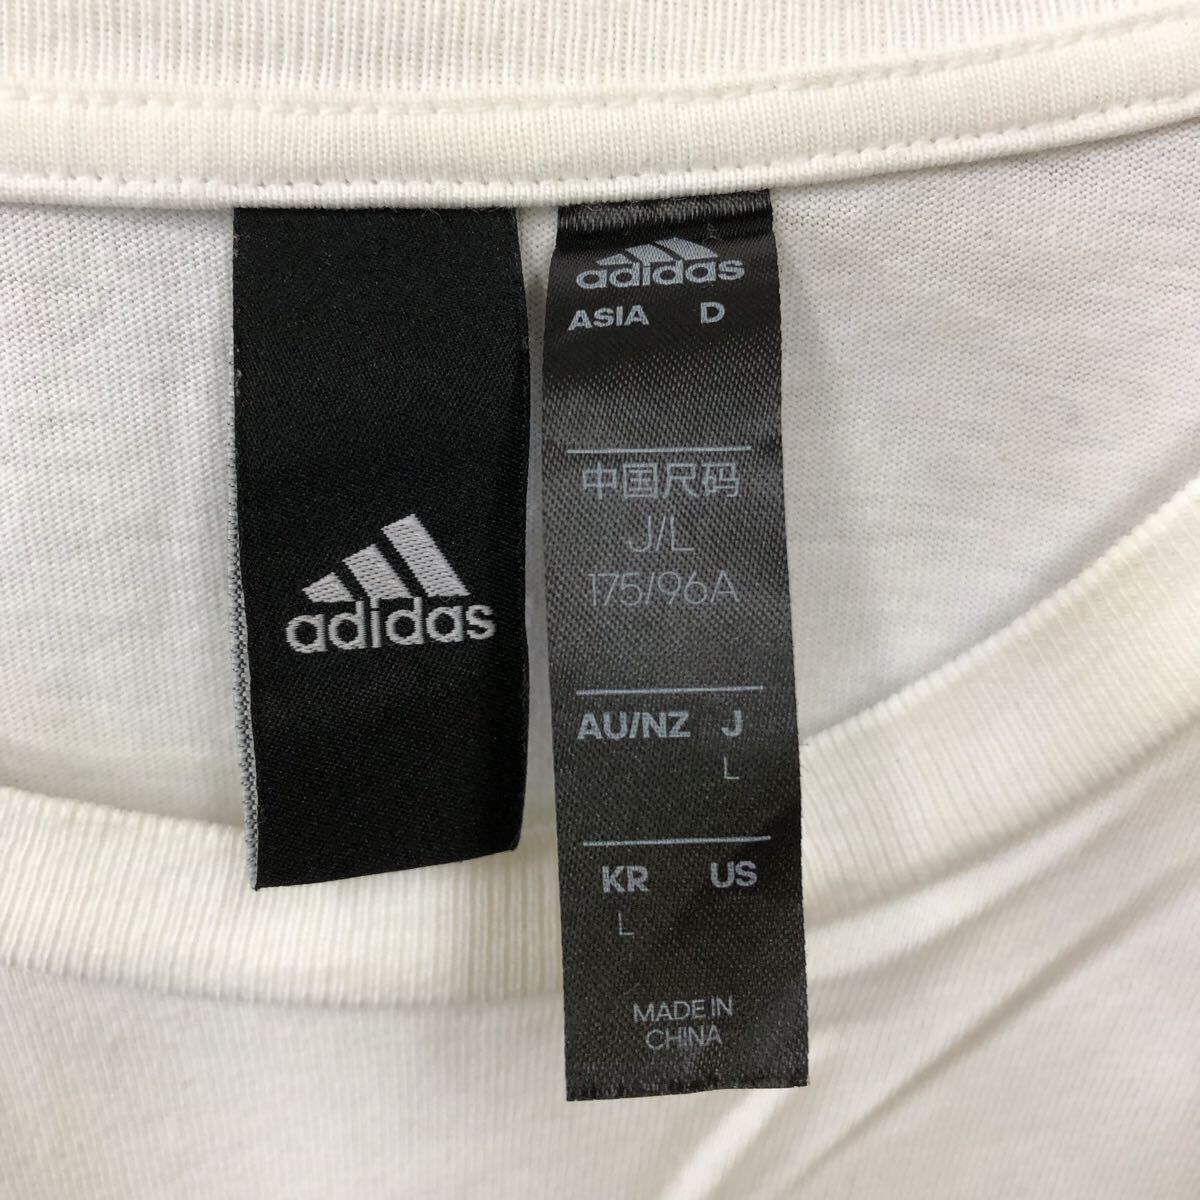 adidas
adidas
ASIA D
中国尺码
J/L
175/96A
AU/NZ J
L
KR US
L
MADE IN
CHINA